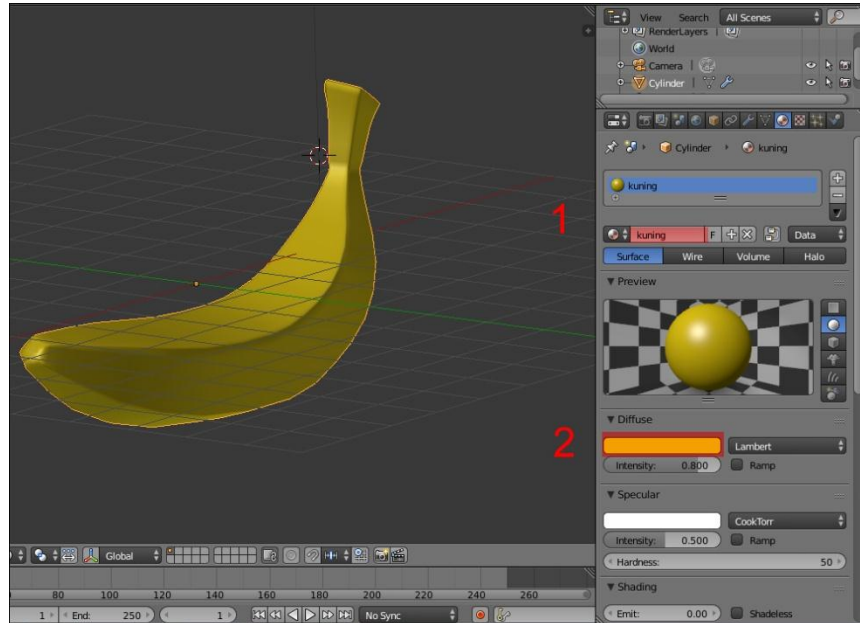 View Search All Scenes
RenderLayers
World
Camera
Cylinder
Cylinder kuning
kuning
1
kuning F Data
Surface Wire Volume Halo
Preview
Diffuse
2
Lambert
Intensity: 0.800 Ramp
Specular
CookTorr
Intensity: 0.500 Ramp
Hardness: 50
Shading
Emit: 0.00 Shadeless
Global
80 100 120 140 160 180 200 220 240 260
1 End: 250 1 No Sync